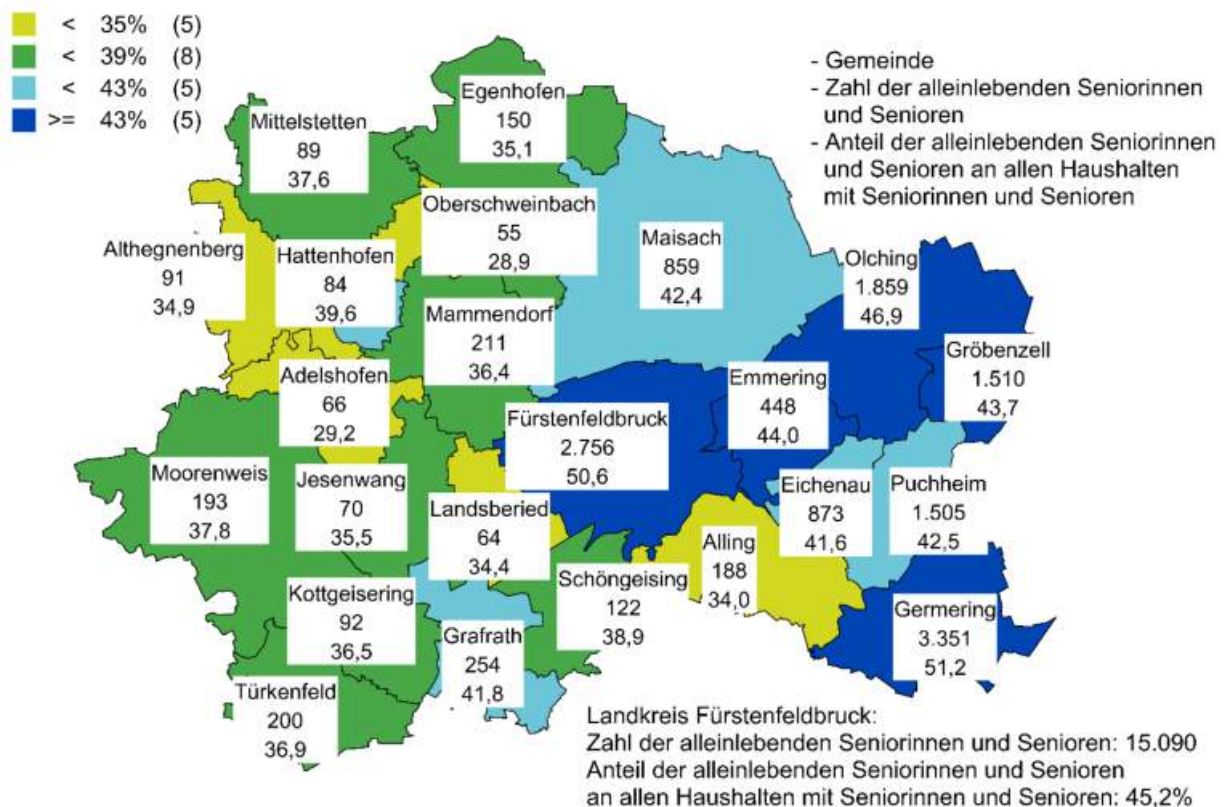 < 35% (5)
< 39% (8)
< 43% (5)
>= 43% (5)
- Gemeinde
- Zahl der alleinlebenden Seniorinnen
und Senioren
- Anteil der alleinlebenden Seniorinnen
und Senioren an allen Haushalten
mit Seniorinnen und Senioren
Egenhofen
150
35,1
Mittelstetten
89
37,6
Oberschweinbach
55
28,9
Maisach
859
42,4
Althegnenberg
91
34,9
Hattenhofen
84
39,6
Olching
1.859
46,9
Mammendorf
211
36,4
Gröbenzell
1.510
43,7
Adelshofen
66
29,2
Emmering
448
44,0
Fürstenfeldbruck
2.756
50,6
Moorenweis
193
37,8
Jesenwang
70
35,5
Landsberied
64
34,4
Eichenau
873
41,6
Puchheim
1.505
42,5
Alling
188
34,0
Schöngeising
122
38,9
Kottgeisering
92
36,5
Grafrath
254
41,8
Germering
3.351
51,2
Türkenfeld
200
36,9
Landkreis Fürstenfeldbruck:
Zahl der alleinlebenden Seniorinnen und Senioren: 15.090
Anteil der alleinlebenden Seniorinnen und Senioren
an allen Haushalten mit Seniorinnen und Senioren: 45,2%